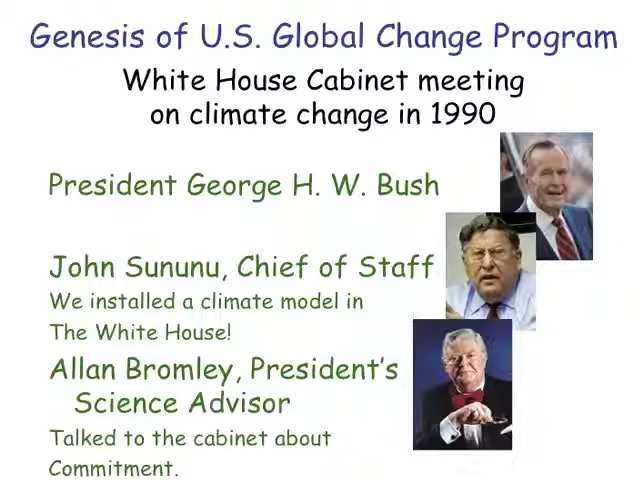 Genesis of U.S. Global Change Program
White House Cabinet meeting
on climate change in 1990
President George H. W. Bush
John Sununu, Chief of Staff
We installed a climate model in
The White House!
Allan Bromley, President's
Science Advisor
Talked to the cabinet about
Commitment.